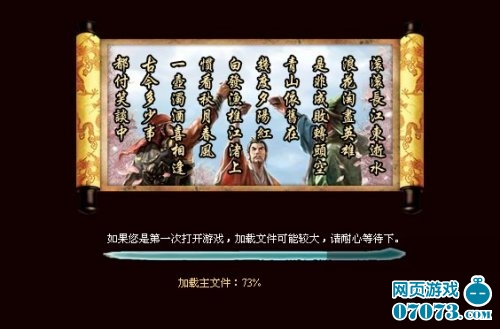 滾滾長江東逝水
浪花淘盡英雄
是非成敗轉頭空
青山依舊在
幾度夕陽紅
白髮漁樵江渚上
慣看秋月春風
一壺濁酒喜相逢
古今多少事
都付笑談中
如果您是第一次打开游戏，加载文件可能较大，请耐心等待下。
加载主文件：73%
网页游戏
07073.com